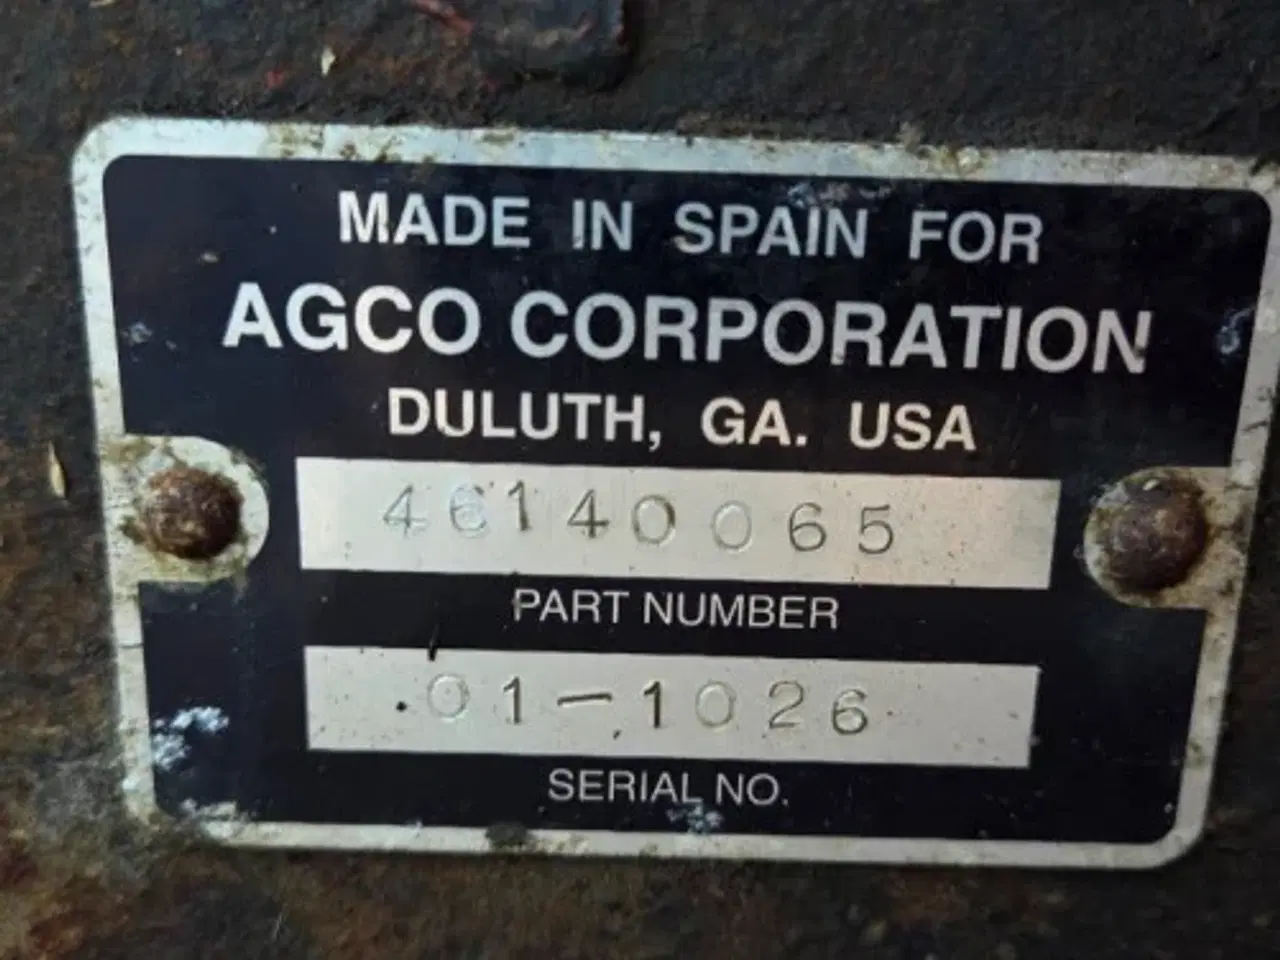 MADE IN SPAIN FOR
AGCO CORPORATION
DULUTH, GA. USA
46140065
PART NUMBER
01-1026
SERIAL NO.